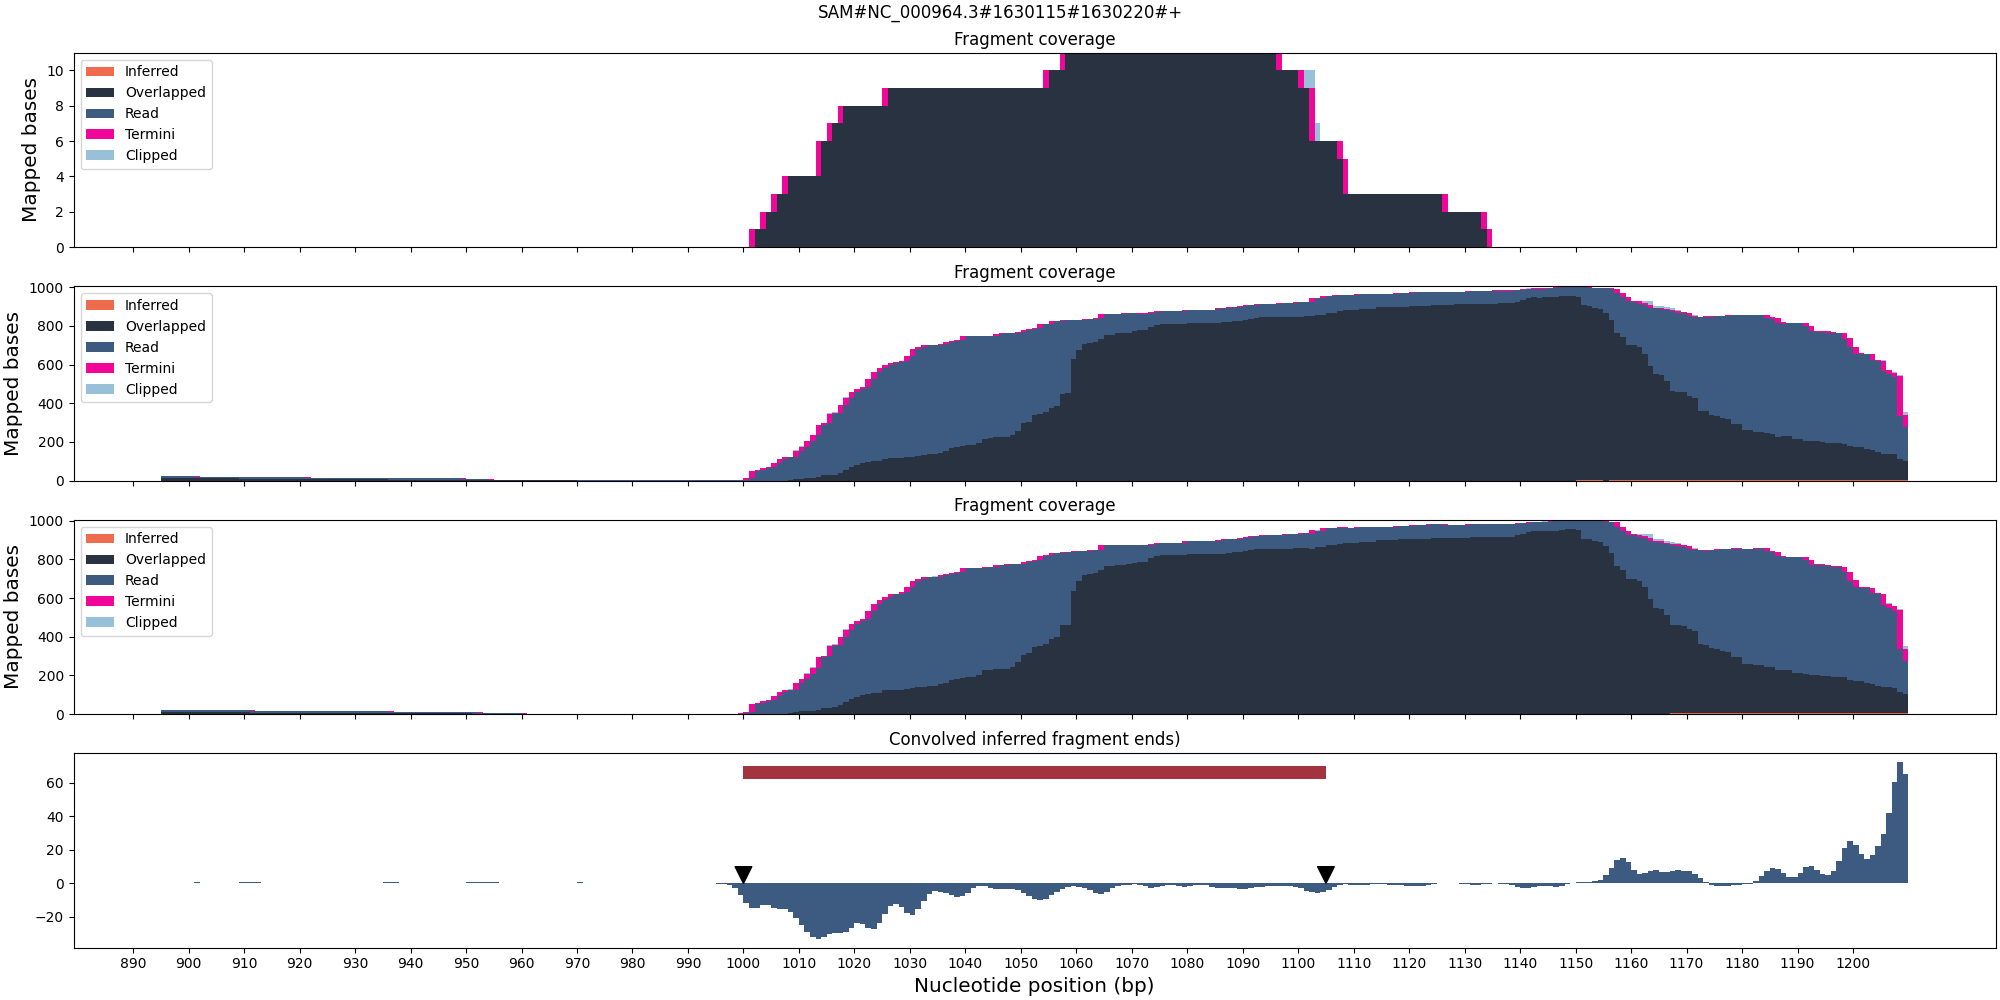 SAM#NC_000964.3#1630115#1630220#+
Fragment coverage
Mapped bases
10
8
6
4
2
0
Inferred
Overlapped
Read
Termini
Clipped
Fragment coverage
Mapped bases
1000
800
600
400
200
0
Inferred
Overlapped
Read
Termini
Clipped
Fragment coverage
Mapped bases
1000
800
600
400
200
0
Inferred
Overlapped
Read
Termini
Clipped
Convolved inferred fragment ends)
60
40
20
0
−20
890 900 910 920 930 940 950 960 970 980 990 1000 1010 1020 1030 1040 1050 1060 1070 1080 1090 1100 1110 1120 1130 1140 1150 1160 1170 1180 1190 1200
Nucleotide position (bp)